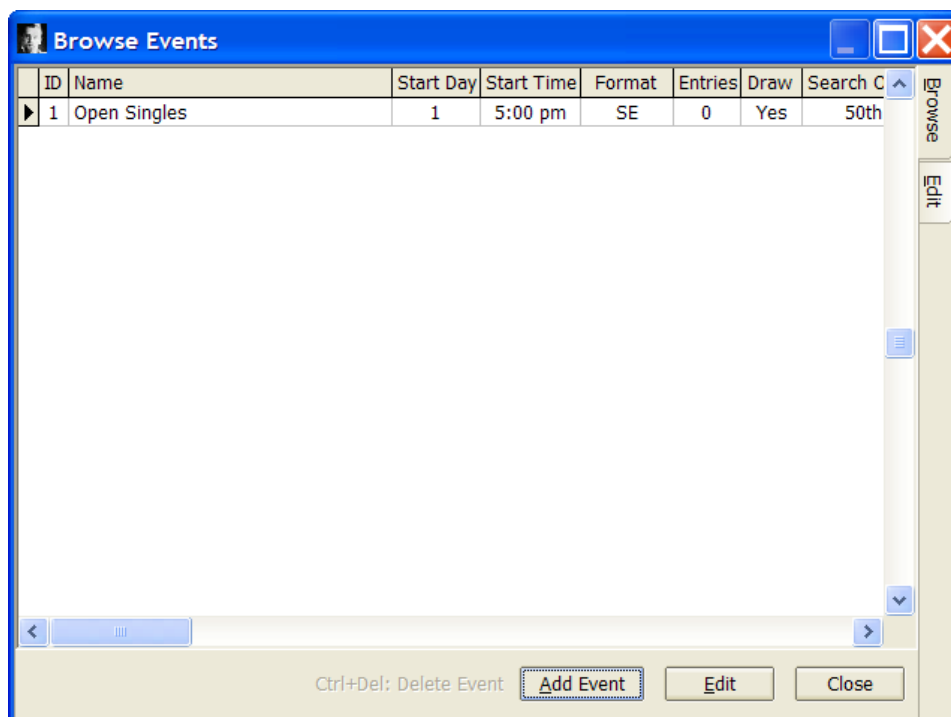 Browse Events
ID Name Start Day Start Time Format Entries Draw Search O
1 Open Singles 1 5:00 pm SE 0 Yes 50th
Browse
Edit
Ctrl+Del: Delete Event Add Event Edit Close